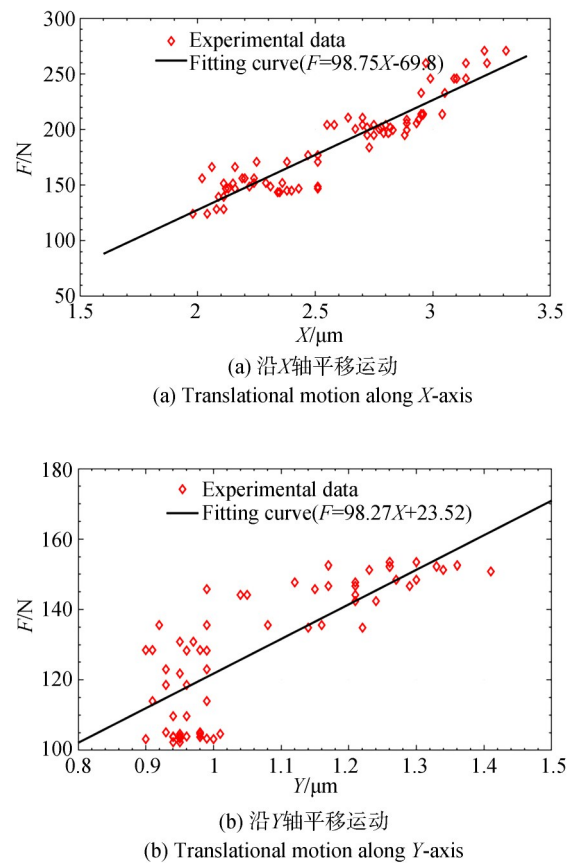 300
Experimental data
Fitting curve(F=98.75X-69.8)
250
200
F/N
150
100
50
1.5
2
2.5
3
3.5
X/μm
(a) 沿X轴平移运动
(a) Translational motion along X-axis
180
Experimental data
Fitting curve(F=98.27X+23.52)
160
F/N
140
120
100
0.8
0.9
1
1.1
1.2
1.3
1.4
1.5
Y/μm
(b) 沿Y轴平移运动
(b) Translational motion along Y-axis